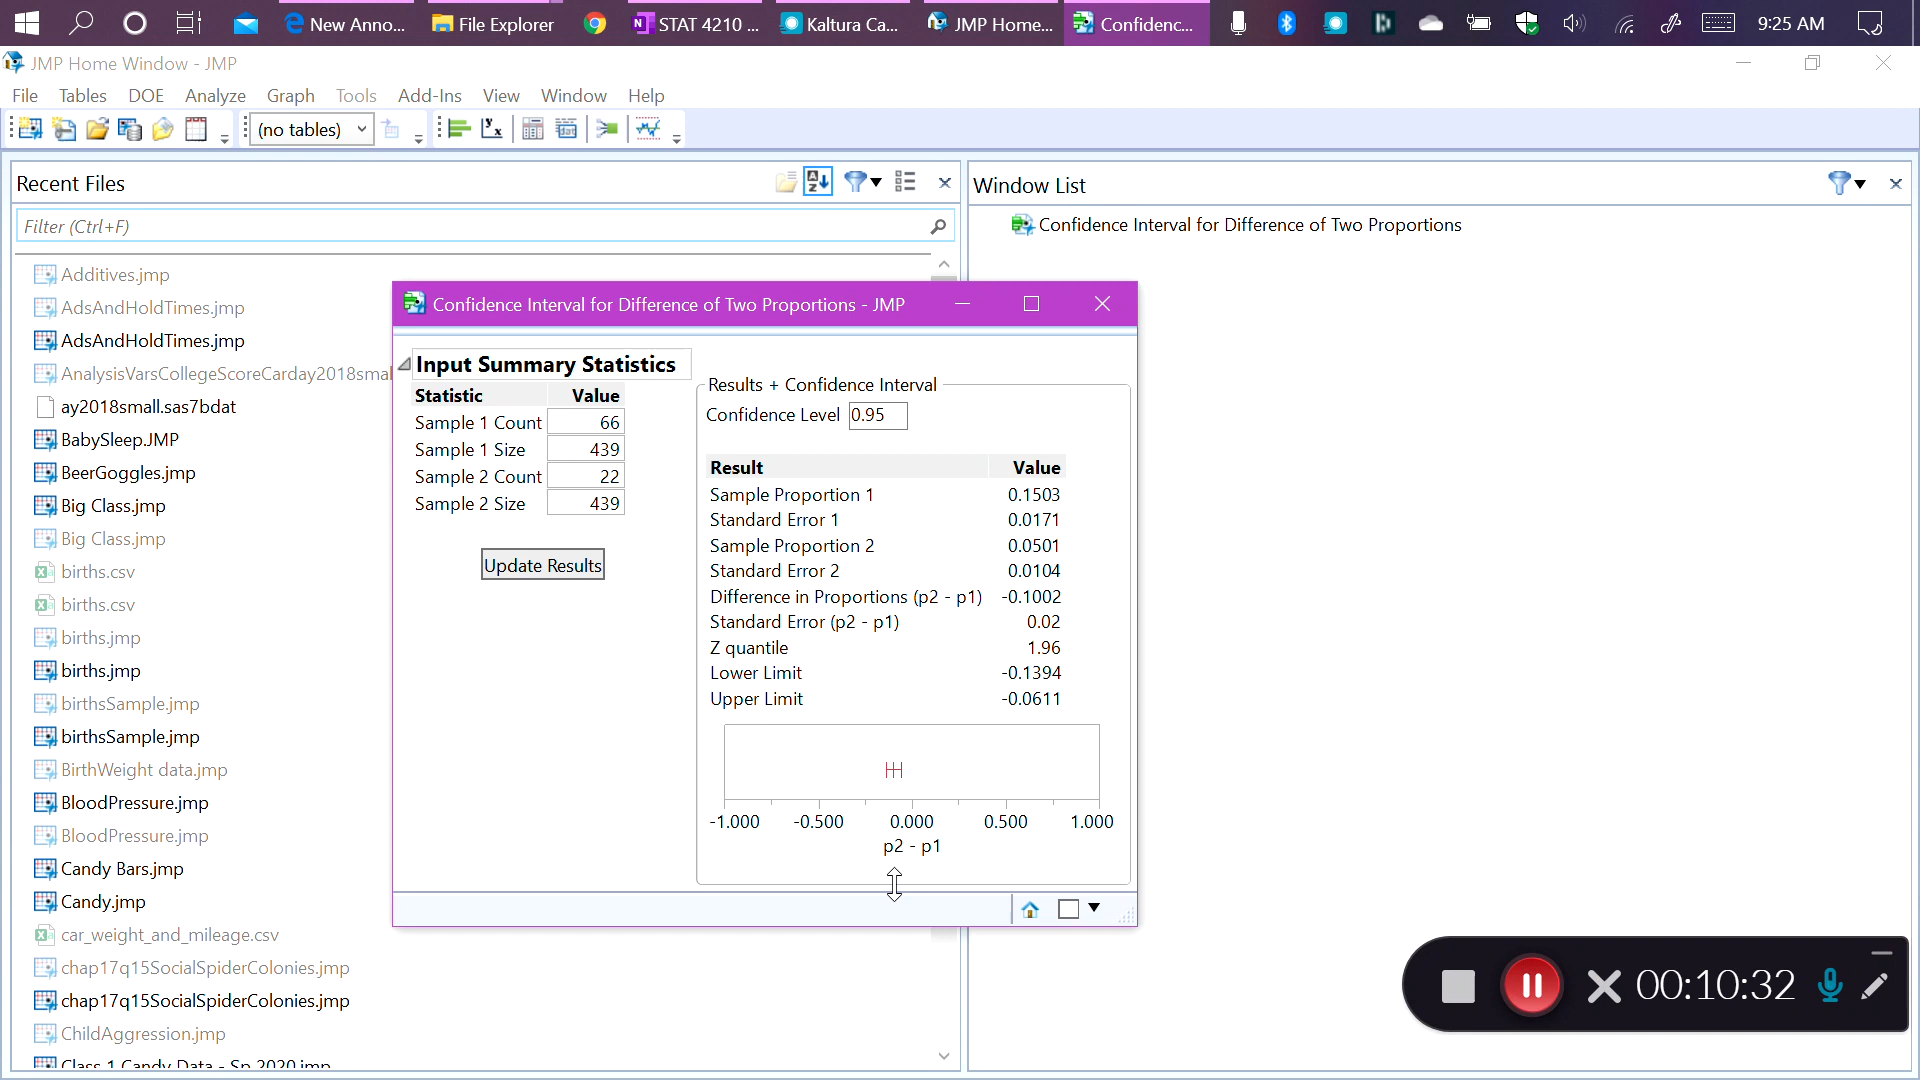 New Anno...
File Explorer
STAT 4210 ...
Kaltura Ca...
JMP Home...
Confidenc...
9:25 AM
JMP Home Window - JMP
File Tables DOE Analyze Graph Tools Add-Ins View Window Help
(no tables)
Recent Files
Filter (Ctrl+F)
Additives.jmp
AdsAndHoldTimes.jmp
AdsAndHoldTimes.jmp
AnalysisVarsCollegeScoreCarday2018smal
ay2018small.sas7bdat
BabySleep.JMP
BeerGoggles.jmp
Big Class.jmp
Big Class.jmp
births.csv
births.csv
births.jmp
births.jmp
birthsSample.jmp
birthsSample.jmp
BirthWeight data.jmp
BloodPressure.jmp
BloodPressure.jmp
Candy Bars.jmp
Candy.jmp
car_weight_and_mileage.csv
chap17q15SocialSpiderColonies.jmp
chap17q15SocialSpiderColonies.jmp
ChildAggression.jmp
Class 1 Candy Data - Sp 2020.jmp
Window List
Confidence Interval for Difference of Two Proportions
Confidence Interval for Difference of Two Proportions - JMP
Input Summary Statistics
Statistic Value
Sample 1 Count 66
Sample 1 Size 439
Sample 2 Count 22
Sample 2 Size 439
Update Results
Results + Confidence Interval
Confidence Level 0.95
Result Value
Sample Proportion 1 0.1503
Standard Error 1 0.0171
Sample Proportion 2 0.0501
Standard Error 2 0.0104
Difference in Proportions (p2 - p1) -0.1002
Standard Error (p2 - p1) 0.02
Z quantile 1.96
Lower Limit -0.1394
Upper Limit -0.0611
-1.000 -0.500 0.000 0.500 1.000
p2 - p1
00:10:32